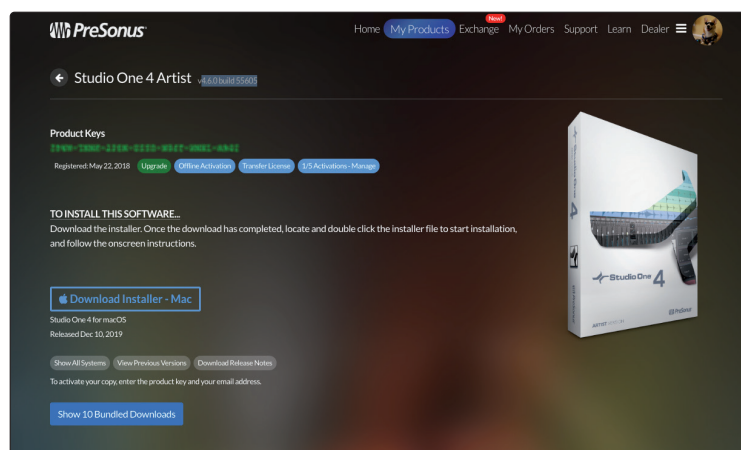 PreSonus
Home My Products Exchange New! My Orders Support Learn Dealer
Studio One 4 Artist v4.6.0 build 55605
Product Keys
Registered: May 22, 2018 Upgrade Offline Activation Transfer License 1/5 Activations - Manage
TO INSTALL THIS SOFTWARE...
Download the installer. Once the download has completed, locate and double click the installer file to start installation,
and follow the onscreen instructions.
Download Installer - Mac
Studio One 4 for macOS
Released Dec 10, 2019
Show All Systems View Previous Versions Download Release Notes
To activate your copy, enter the product key and your email address.
Show 10 Bundled Downloads
Studio One 4
Studio One 4
PreSonus
ARTIST